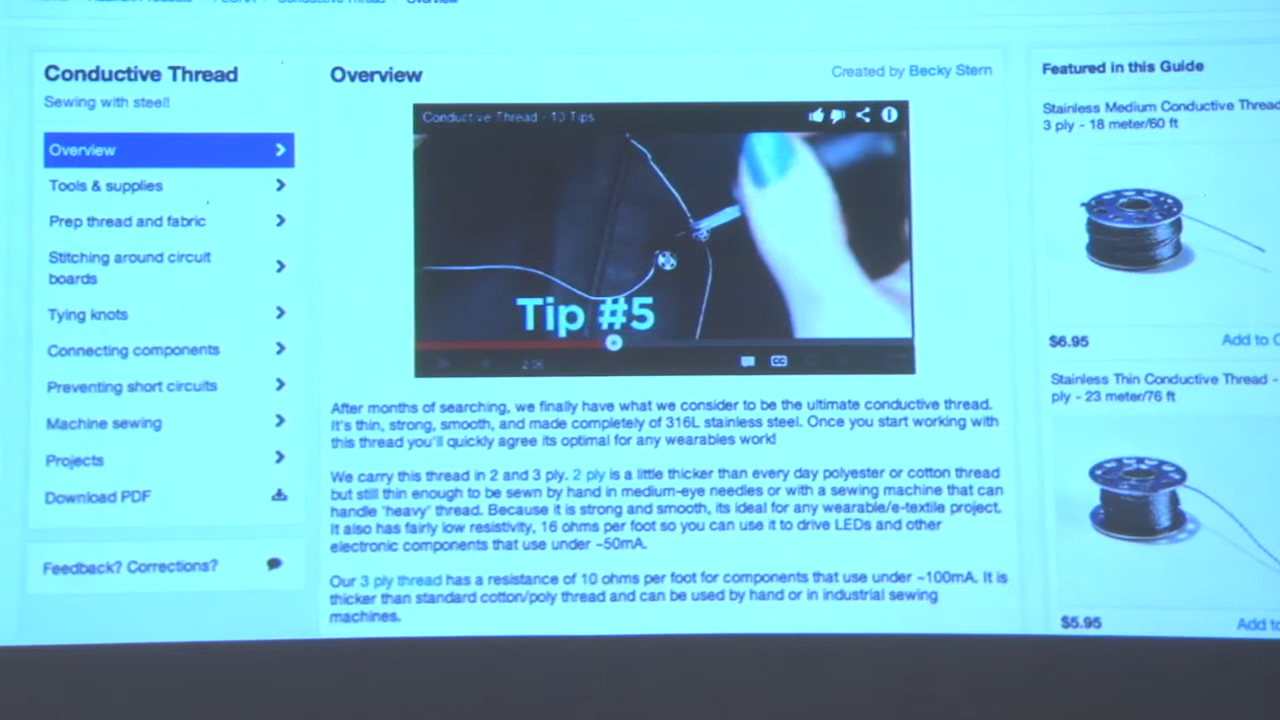 Conductive Thread
Overview
Conductive Thread
Sewing with steel!
Overview
Tools & supplies
Prep thread and fabric
Stitching around circuit
boards
Tying knots
Connecting components
Preventing short circuits
Machine sewing
Projects
Download PDF
Feedback? Corrections?
Overview
Created by Becky Stern
Conductive Thread - 10 Tips
Tip #5
CC
After months of searching, we finally have what we consider to be the ultimate conductive thread.
It's thin, strong, smooth, and made completely of 316L stainless steel. Once you start working with
this thread you'll quickly agree its optimal for any wearables work!
We carry this thread in 2 and 3 ply. 2 ply is a little thicker than every day polyester or cotton thread
but still thin enough to be sewn by hand in medium-eye needles or with a sewing machine that can
handle 'heavy' thread. Because it is strong and smooth, its ideal for any wearable/e-textile project.
It also has fairly low resistivity, 16 ohms per foot so you can use it to drive LEDs and other
electronic components that use under ~50mA.
Our 3 ply thread has a resistance of 10 ohms per foot for components that use under ~100mA. It is
thicker than standard cotton/poly thread and can be used by hand or in industrial sewing
machines.
Featured in this Guide
Stainless Medium Conductive Thread
3 ply - 18 meter/60 ft
$6.95
Add to C
Stainless Thin Conductive Thread -
ply - 23 meter/76 ft
$5.95
Add to